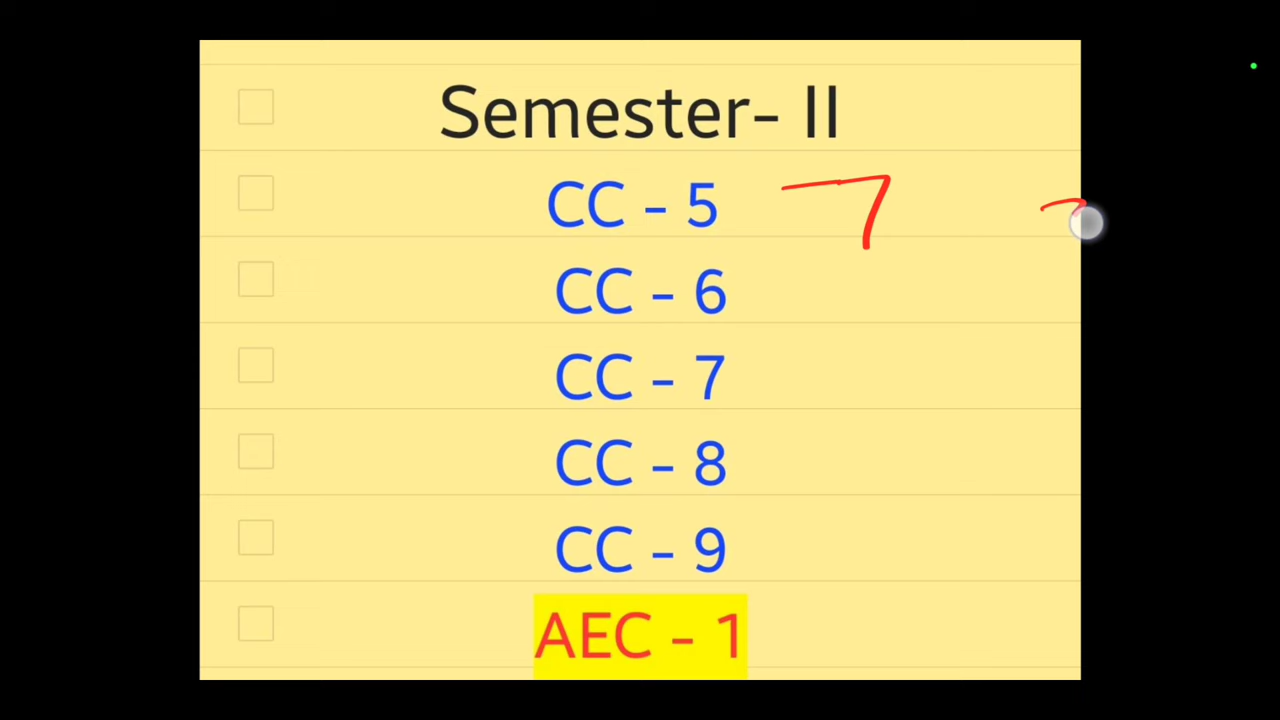 Semester- II
CC - 5 7
CC - 6
CC - 7
CC - 8
CC - 9
AEC - 1